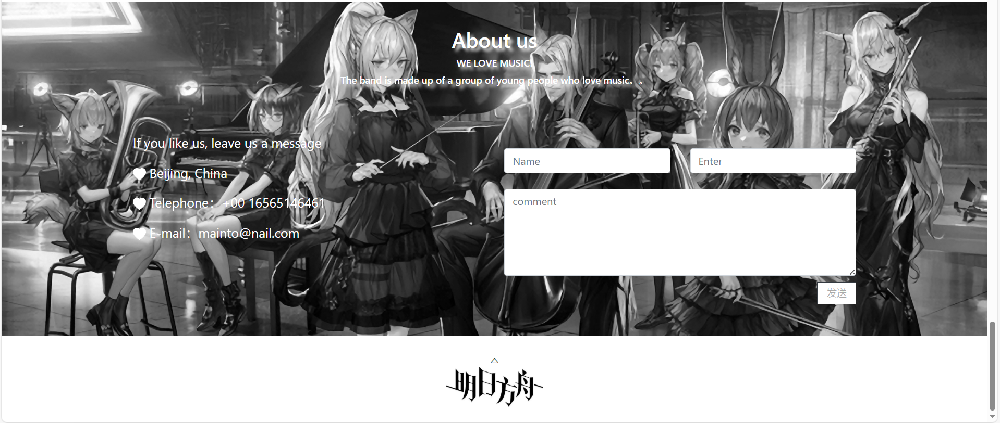 About us
WE LOVE MUSIC!
The band is made up of a group of young people who love music。。
If you like us, leave us a message
Beijing, China
Telephone：+00 16565146461
E-mail：mainto@nail.com
Name
Enter
comment
发送
明日方舟